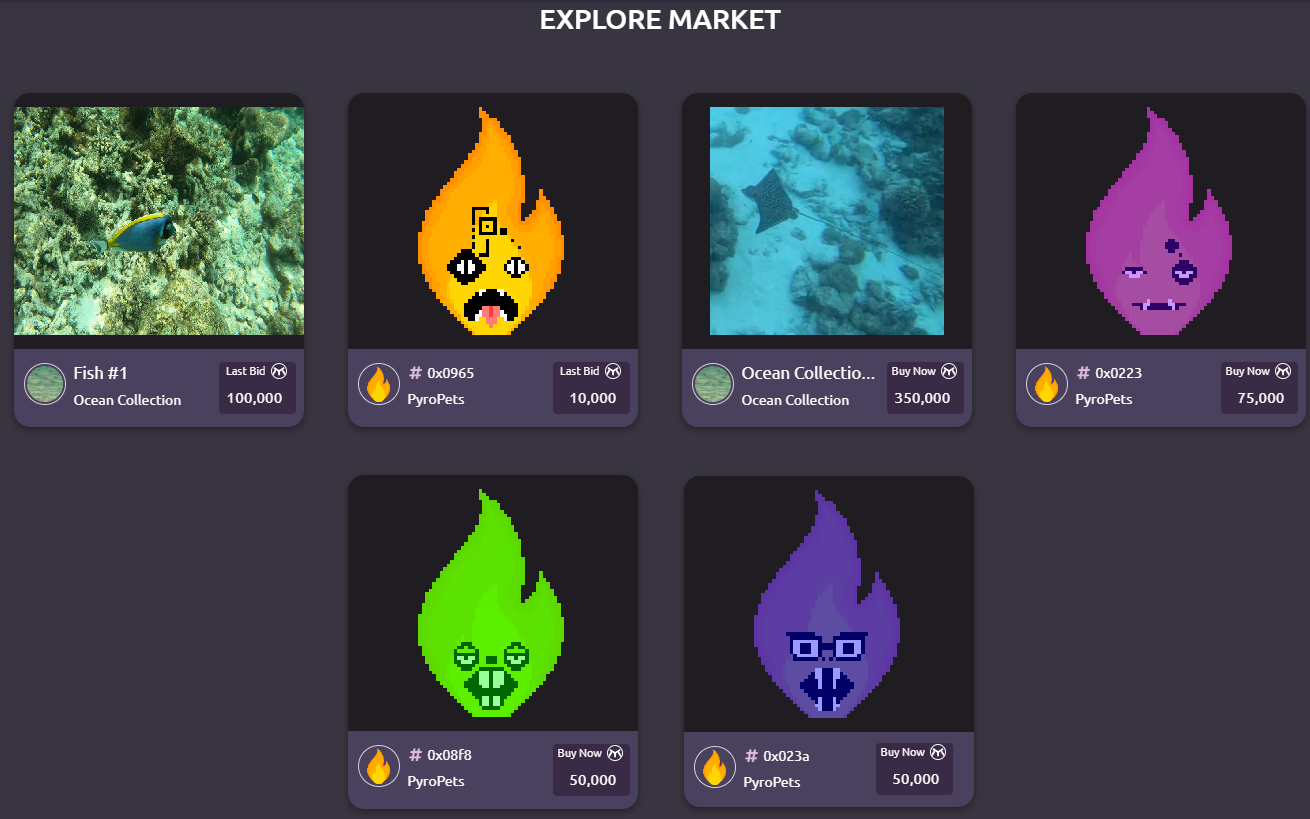 EXPLORE MARKET
Fish #1
Ocean Collection
Last Bid
100,000
# 0x0965
PyroPets
Last Bid
10,000
Ocean Collectio...
Ocean Collection
Buy Now
350,000
# 0x0223
PyroPets
Buy Now
75,000
# 0x08f8
PyroPets
Buy Now
50,000
# 0x023a
PyroPets
Buy Now
50,000